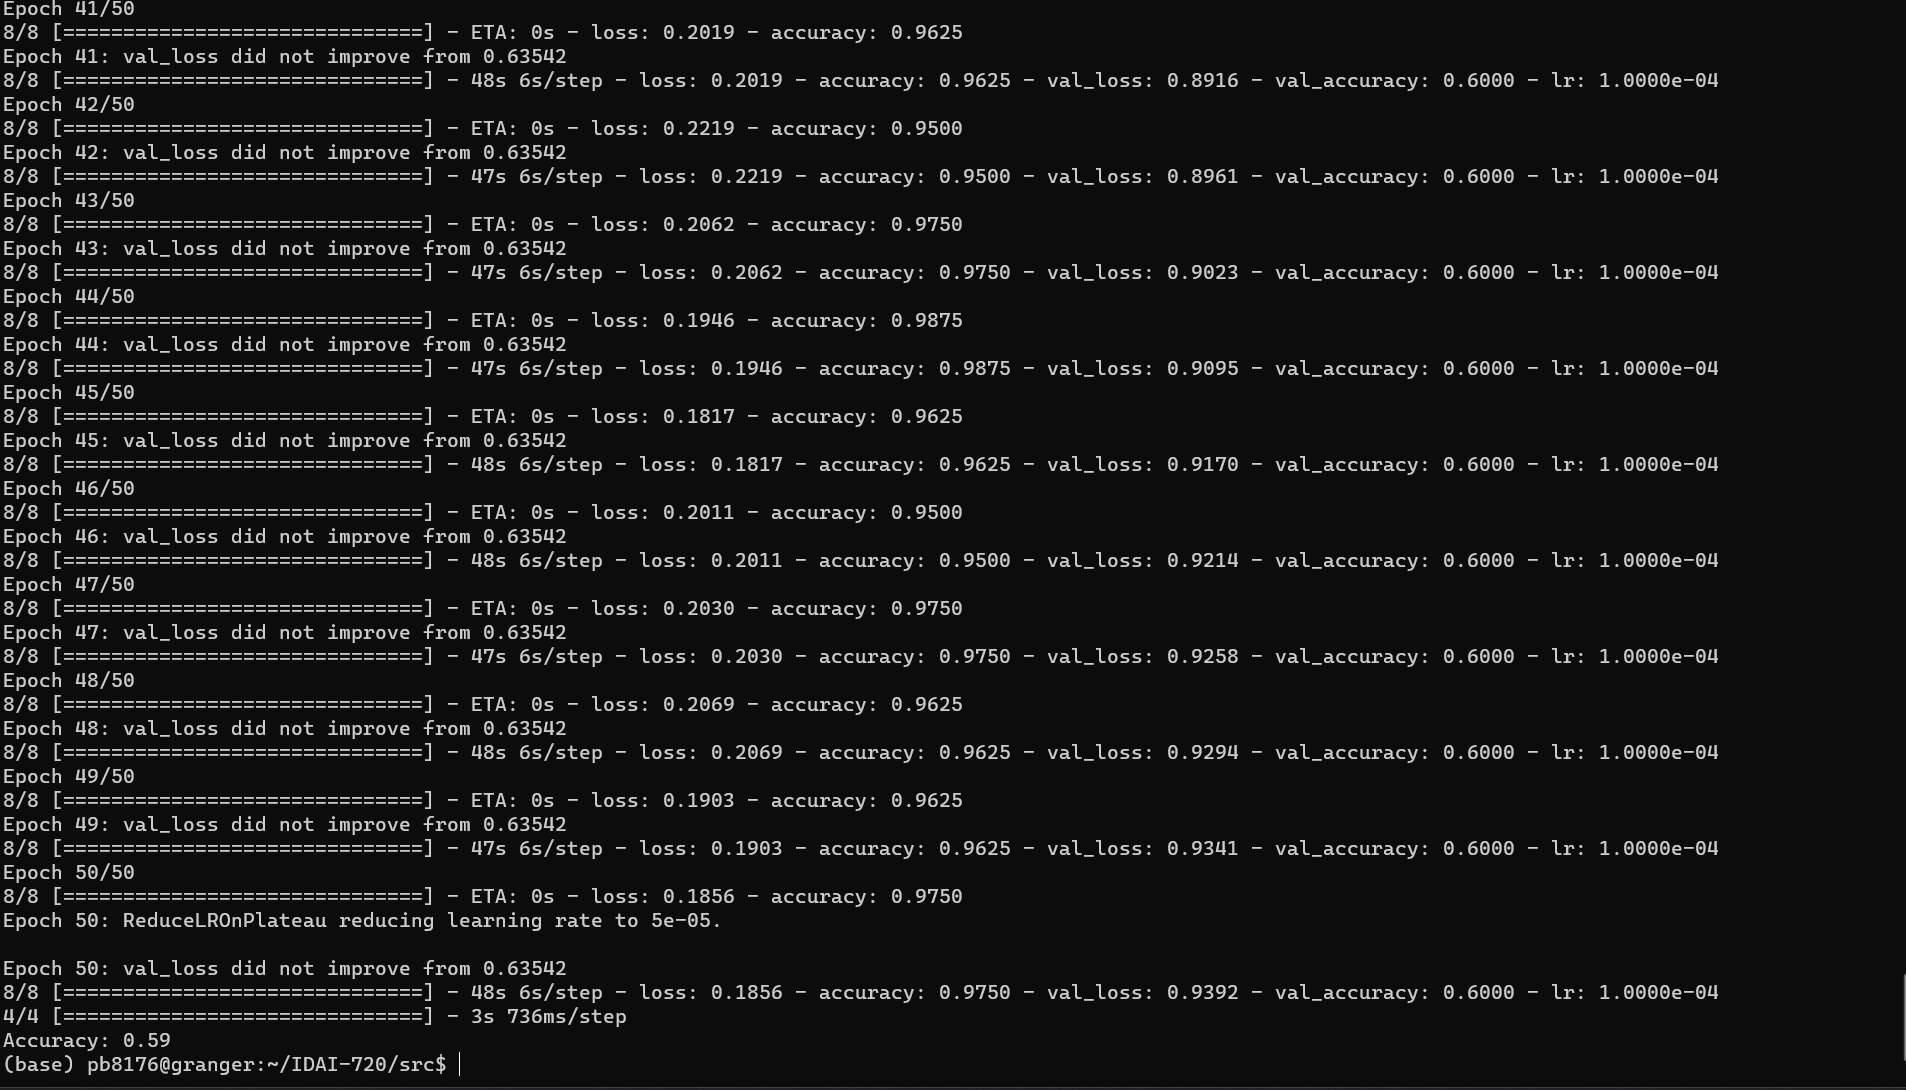 Epoch 41/50
8/8 [==============================] - ETA: 0s - loss: 0.2019 - accuracy: 0.9625
Epoch 41: val_loss did not improve from 0.63542
8/8 [==============================] - 48s 6s/step - loss: 0.2019 - accuracy: 0.9625 - val_loss: 0.8916 - val_accuracy: 0.6000 - lr: 1.0000e-04
Epoch 42/50
8/8 [==============================] - ETA: 0s - loss: 0.2219 - accuracy: 0.9500
Epoch 42: val_loss did not improve from 0.63542
8/8 [==============================] - 47s 6s/step - loss: 0.2219 - accuracy: 0.9500 - val_loss: 0.8961 - val_accuracy: 0.6000 - lr: 1.0000e-04
Epoch 43/50
8/8 [==============================] - ETA: 0s - loss: 0.2062 - accuracy: 0.9750
Epoch 43: val_loss did not improve from 0.63542
8/8 [==============================] - 47s 6s/step - loss: 0.2062 - accuracy: 0.9750 - val_loss: 0.9023 - val_accuracy: 0.6000 - lr: 1.0000e-04
Epoch 44/50
8/8 [==============================] - ETA: 0s - loss: 0.1946 - accuracy: 0.9875
Epoch 44: val_loss did not improve from 0.63542
8/8 [==============================] - 47s 6s/step - loss: 0.1946 - accuracy: 0.9875 - val_loss: 0.9095 - val_accuracy: 0.6000 - lr: 1.0000e-04
Epoch 45/50
8/8 [==============================] - ETA: 0s - loss: 0.1817 - accuracy: 0.9625
Epoch 45: val_loss did not improve from 0.63542
8/8 [==============================] - 48s 6s/step - loss: 0.1817 - accuracy: 0.9625 - val_loss: 0.9170 - val_accuracy: 0.6000 - lr: 1.0000e-04
Epoch 46/50
8/8 [==============================] - ETA: 0s - loss: 0.2011 - accuracy: 0.9500
Epoch 46: val_loss did not improve from 0.63542
8/8 [==============================] - 48s 6s/step - loss: 0.2011 - accuracy: 0.9500 - val_loss: 0.9214 - val_accuracy: 0.6000 - lr: 1.0000e-04
Epoch 47/50
8/8 [==============================] - ETA: 0s - loss: 0.2030 - accuracy: 0.9750
Epoch 47: val_loss did not improve from 0.63542
8/8 [==============================] - 47s 6s/step - loss: 0.2030 - accuracy: 0.9750 - val_loss: 0.9258 - val_accuracy: 0.6000 - lr: 1.0000e-04
Epoch 48/50
8/8 [==============================] - ETA: 0s - loss: 0.2069 - accuracy: 0.9625
Epoch 48: val_loss did not improve from 0.63542
8/8 [==============================] - 48s 6s/step - loss: 0.2069 - accuracy: 0.9625 - val_loss: 0.9294 - val_accuracy: 0.6000 - lr: 1.0000e-04
Epoch 49/50
8/8 [==============================] - ETA: 0s - loss: 0.1903 - accuracy: 0.9625
Epoch 49: val_loss did not improve from 0.63542
8/8 [==============================] - 47s 6s/step - loss: 0.1903 - accuracy: 0.9625 - val_loss: 0.9341 - val_accuracy: 0.6000 - lr: 1.0000e-04
Epoch 50/50
8/8 [==============================] - ETA: 0s - loss: 0.1856 - accuracy: 0.9750
Epoch 50: ReduceLROnPlateau reducing learning rate to 5e-05.
Epoch 50: val_loss did not improve from 0.63542
8/8 [==============================] - 48s 6s/step - loss: 0.1856 - accuracy: 0.9750 - val_loss: 0.9392 - val_accuracy: 0.6000 - lr: 1.0000e-04
4/4 [==============================] - 3s 736ms/step
Accuracy: 0.59
(base) pb8176@granger:~/IDAI-720/src$